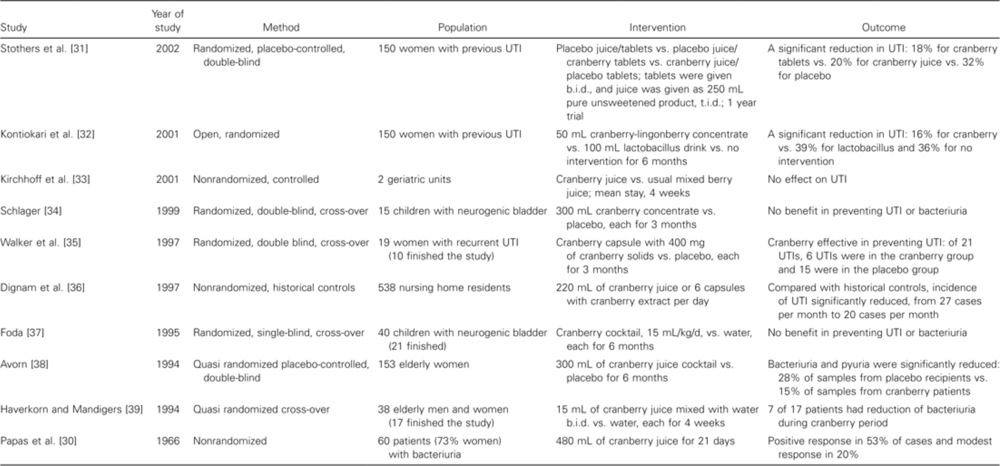 Study Year of study Method Population Intervention Outcome
Stothers et al. [31] 2002 Randomized, placebo-controlled, 150 women with previous UTI Placebo juice/tablets vs. placebo juice/ A significant reduction in UTI: 18% for cranberry
double-blind cranberry tablets vs. cranberry juice/ tablets vs. 20% for cranberry juice vs. 32%
placebo tablets; tablets were given for placebo
b.i.d., and juice was given as 250 mL
pure unsweetened product, t.i.d.; 1 year
trial
Kontiokari et al. [32] 2001 Open, randomized 150 women with previous UTI 50 mL cranberry-lingonberry concentrate A significant reduction in UTI: 16% for cranberry
vs. 100 mL lactobacillus drink vs. no vs. 39% for lactobacillus and 36% for no
intervention for 6 months intervention
Kirchhoff et al. [33] 2001 Nonrandomized, controlled 2 geriatric units Cranberry juice vs. usual mixed berry No effect on UTI
juice; mean stay, 4 weeks
Schlager [34] 1999 Randomized, double-blind, cross-over 15 children with neurogenic bladder 300 mL cranberry concentrate vs. No benefit in preventing UTI or bacteriuria
placebo, each for 3 months
Walker et al. [35] 1997 Randomized, double blind, cross-over 19 women with recurrent UTI Cranberry capsule with 400 mg Cranberry effective in preventing UTI: of 21
(10 finished the study) of cranberry solids vs. placebo, each UTIs, 6 UTIs were in the cranberry group
for 3 months and 15 were in the placebo group
Dignam et al. [36] 1997 Nonrandomized, historical controls 538 nursing home residents 220 mL of cranberry juice or 6 capsules Compared with historical controls, incidence
with cranberry extract per day of UTI significantly reduced, from 27 cases
per month to 20 cases per month
Foda [37] 1995 Randomized, single-blind, cross-over 40 children with neurogenic bladder Cranberry cocktail, 15 mL/kg/d, vs. water, No benefit in preventing UTI or bacteriuria
(21 finished) each for 6 months
Avorn [38] 1994 Quasi randomized placebo-controlled, 153 elderly women 300 mL of cranberry juice cocktail vs. Bacteriuria and pyuria were significantly reduced:
double-blind placebo for 6 months 28% of samples from placebo recipients vs.
15% of samples from cranberry patients
Haverkorn and Mandigers [39] 1994 Quasi randomized cross-over 38 elderly men and women 15 mL of cranberry juice mixed with water 7 of 17 patients had reduction of bacteriuria
(17 finished the study) b.i.d. vs. water, each for 4 weeks during cranberry period
Papas et al. [30] 1966 Nonrandomized 60 patients (73% women) 480 mL of cranberry juice for 21 days Positive response in 53% of cases and modest
with bacteriuria response in 20%